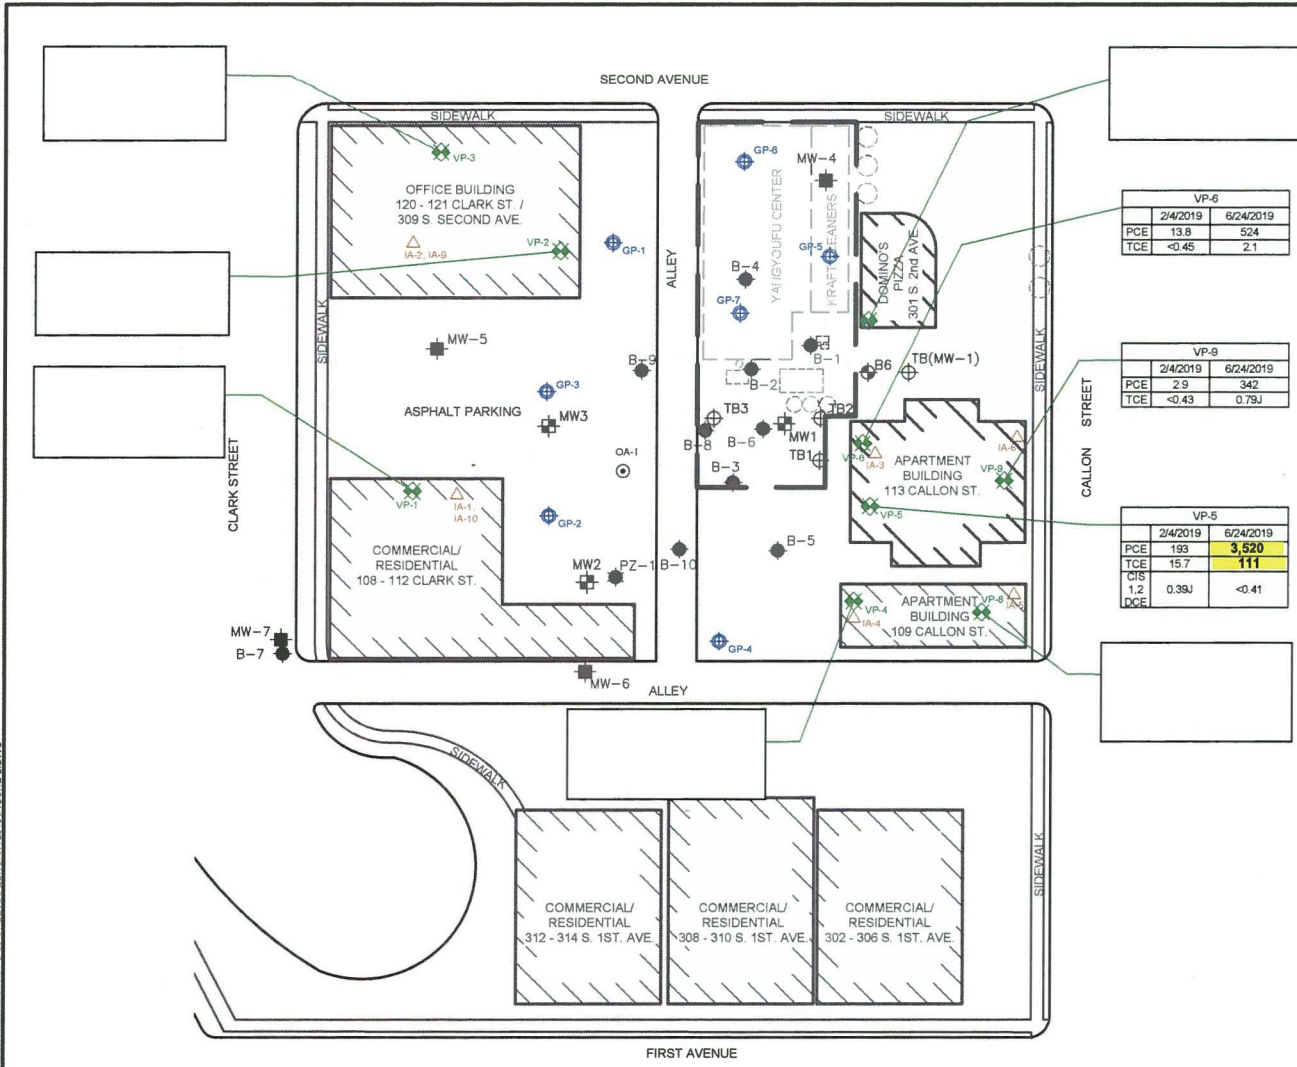 SECOND AVENUE
SIDEWALK
SIDEWALK
VP-3
OFFICE BUILDING
120 - 121 CLARK ST. /
309 S. SECOND AVE.
IA-2, IA-9
VP-2
GP-1
ALLEY
GP-6
MW-4
YANGYOUFU CENTER
KRAFT CLEANERS
GP-5
B-4
GP-7
DOMINO'S
PIZZA
301 S. 2nd AVE.
VP-6
2/4/2019 6/24/2019
PCE 13.8 524
TCE <0.45 2.1
SIDEWALK
MW-5
B-9
B-1
B-2
B6
TB(MW-1)
SIDEWALK
VP-9
2/4/2019 6/24/2019
PCE 2.9 342
TCE <0.43 0.79J
GP-3
ASPHALT PARKING
MW3
TB3
TB2
B-8
B-6
MW1
TB1
OA-1
B-3
CLARK STREET
CALLON STREET
VP-6
IA-3
IA-6
APARTMENT
BUILDING
113 CALLON ST.
VP-9
VP-5
VP-1
IA-1,
IA-10
GP-2
COMMERCIAL/
RESIDENTIAL
108 - 112 CLARK ST.
MW2
PZ-1
B-10
B-5
VP-5
2/4/2019 6/24/2019
PCE 193 3,520
TCE 15.7 111
CIS
1,2
DCE 0.39J <0.41
VP-4
IA-4
APARTMENT
BUILDING
109 CALLON ST.
VP-8
IA-5
MW-7
B-7
GP-4
MW-6
ALLEY
SIDEWALK
SIDEWALK
COMMERCIAL/
RESIDENTIAL
312 - 314 S. 1ST. AVE.
COMMERCIAL/
RESIDENTIAL
308 - 310 S. 1ST. AVE.
COMMERCIAL/
RESIDENTIAL
302 - 306 S. 1ST. AVE.
FIRST AVENUE